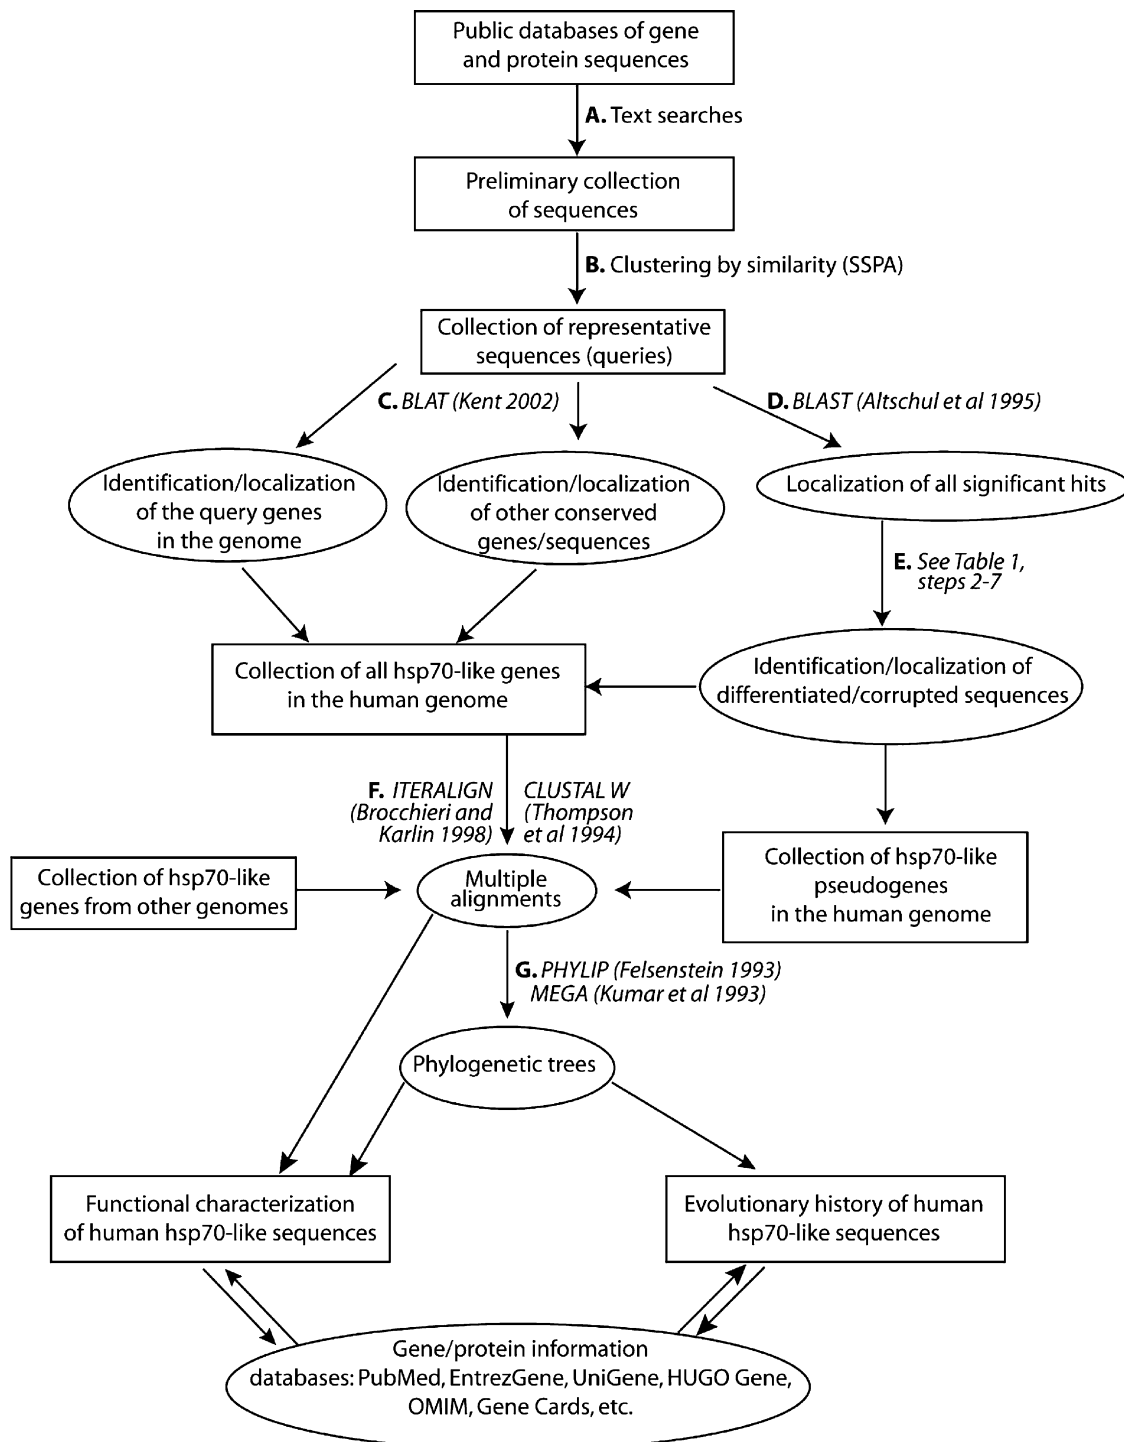 Public databases of gene
and protein sequences
A. Text searches
Preliminary collection
of sequences
B. Clustering by similarity (SSPA)
Collection of representative
sequences (queries)
C. BLAT (Kent 2002)
D. BLAST (Altschul et al 1995)
Identification/localization
of the query genes
in the genome
Identification/localization
of other conserved
genes/sequences
Localization of all significant hits
E. See Table 1,
steps 2-7
Collection of all hsp70-like genes
in the human genome
Identification/localization of
differentiated/corrupted sequences
F. ITERALIGN
(Brocchieri and
Karlin 1998)
CLUSTAL W
(Thompson
et al 1994)
Collection of hsp70-like
genes from other genomes
Multiple
alignments
Collection of hsp70-like
pseudogenes
in the human genome
G. PHYLIP (Felsenstein 1993)
MEGA (Kumar et al 1993)
Phylogenetic trees
Functional characterization
of human hsp70-like sequences
Evolutionary history of human
hsp70-like sequences
Gene/protein information
databases: PubMed, EntrezGene, UniGene, HUGO Gene,
OMIM, Gene Cards, etc.